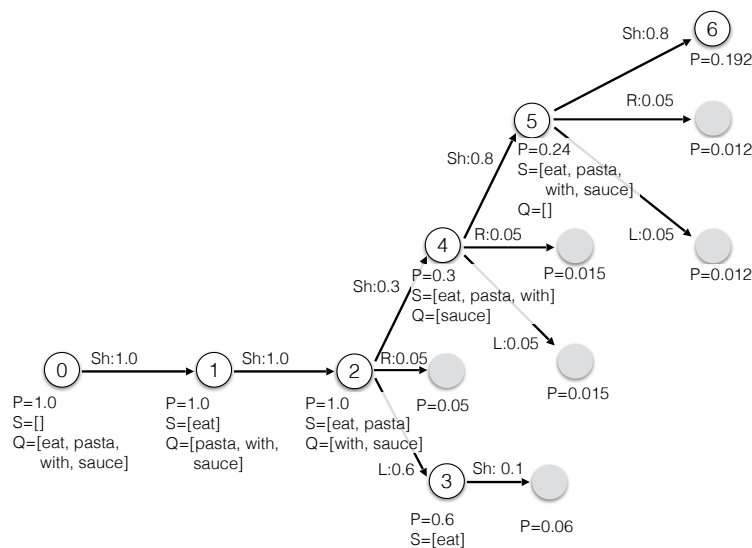 6
Sh:0.8
P=0.192
R:0.05
5
P=0.012
P=0.24
Sh:0.8
S=[eat, pasta,
with, sauce]
Q=[]
L:0.05
4
R:0.05
P=0.012
P=0.3
P=0.015
Sh:0.3
S=[eat, pasta, with]
Q=[sauce]
L:0.05
0
Sh:1.0
1
Sh:1.0
2
R:0.05
P=0.015
P=1.0
S=[]
Q=[eat, pasta,
with, sauce]
P=1.0
S=[eat]
Q=[pasta, with,
sauce]
P=1.0
S=[eat, pasta]
Q=[with, sauce]
P=0.05
L:0.6
3
Sh: 0.1
P=0.6
S=[eat]
P=0.06